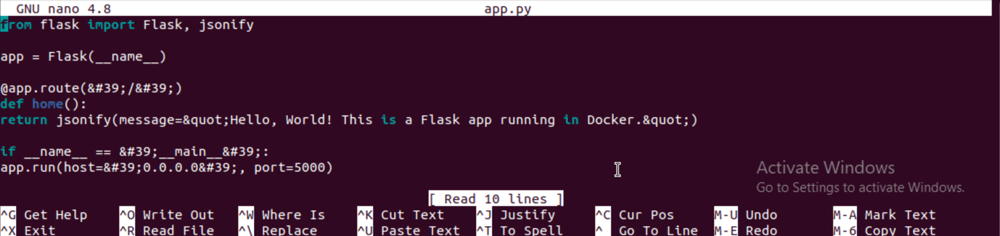 GNU nano 4.8 app.py
from flask import Flask, jsonify
app = Flask(__name__)
@app.route(&#39;/&#39;)
def home():
return jsonify(message=&quot;Hello, World! This is a Flask app running in Docker.&quot;)
if __name__ == &#39;__main__&#39;:
app.run(host=&#39;0.0.0.0&#39;, port=5000)
Activate Windows
Go to Settings to activate Windows.
[ Read 10 lines ]
^G Get Help ^O Write Out ^W Where Is ^K Cut Text ^J Justify ^C Cur Pos M-U Undo M-A Mark Text
^X Exit ^R Read File ^\ Replace ^U Paste Text ^T To Spell ^ Go To Line M-E Redo M-6 Copy Text